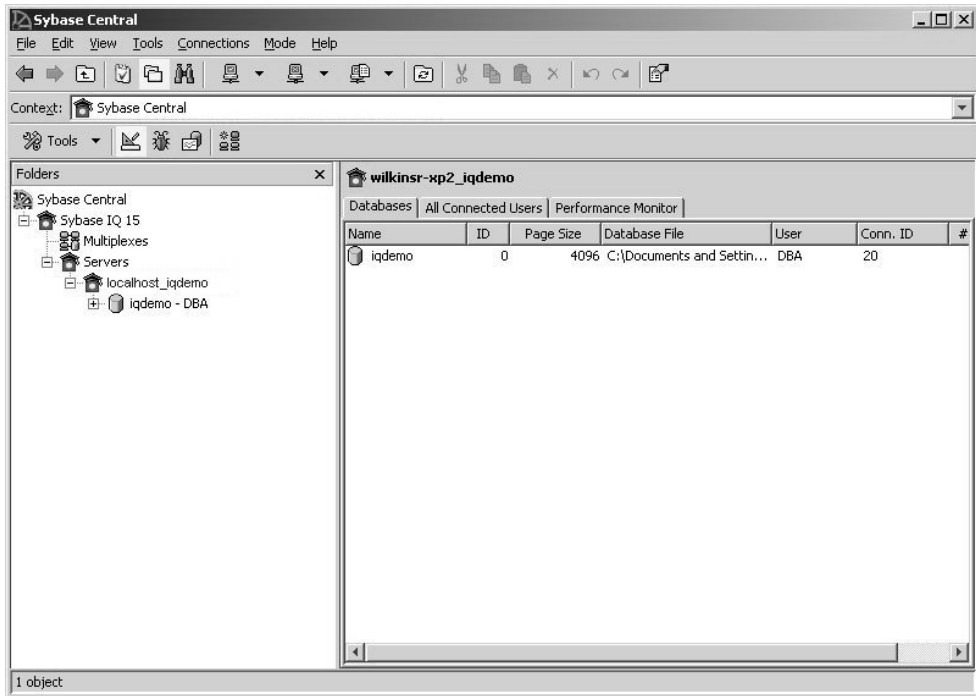 Sybase Central
File Edit View Tools Connections Mode Help
Context: Sybase Central
Tools
Folders
Sybase Central
Sybase IQ 15
Multiplexes
Servers
localhost_iqdemo
iqdemo - DBA
wilkinsr-xp2_iqdemo
Databases All Connected Users Performance Monitor
Name ID Page Size Database File User Conn. ID #
iqdemo 0 4096 C:\Documents and Settin... DBA 20
1 object